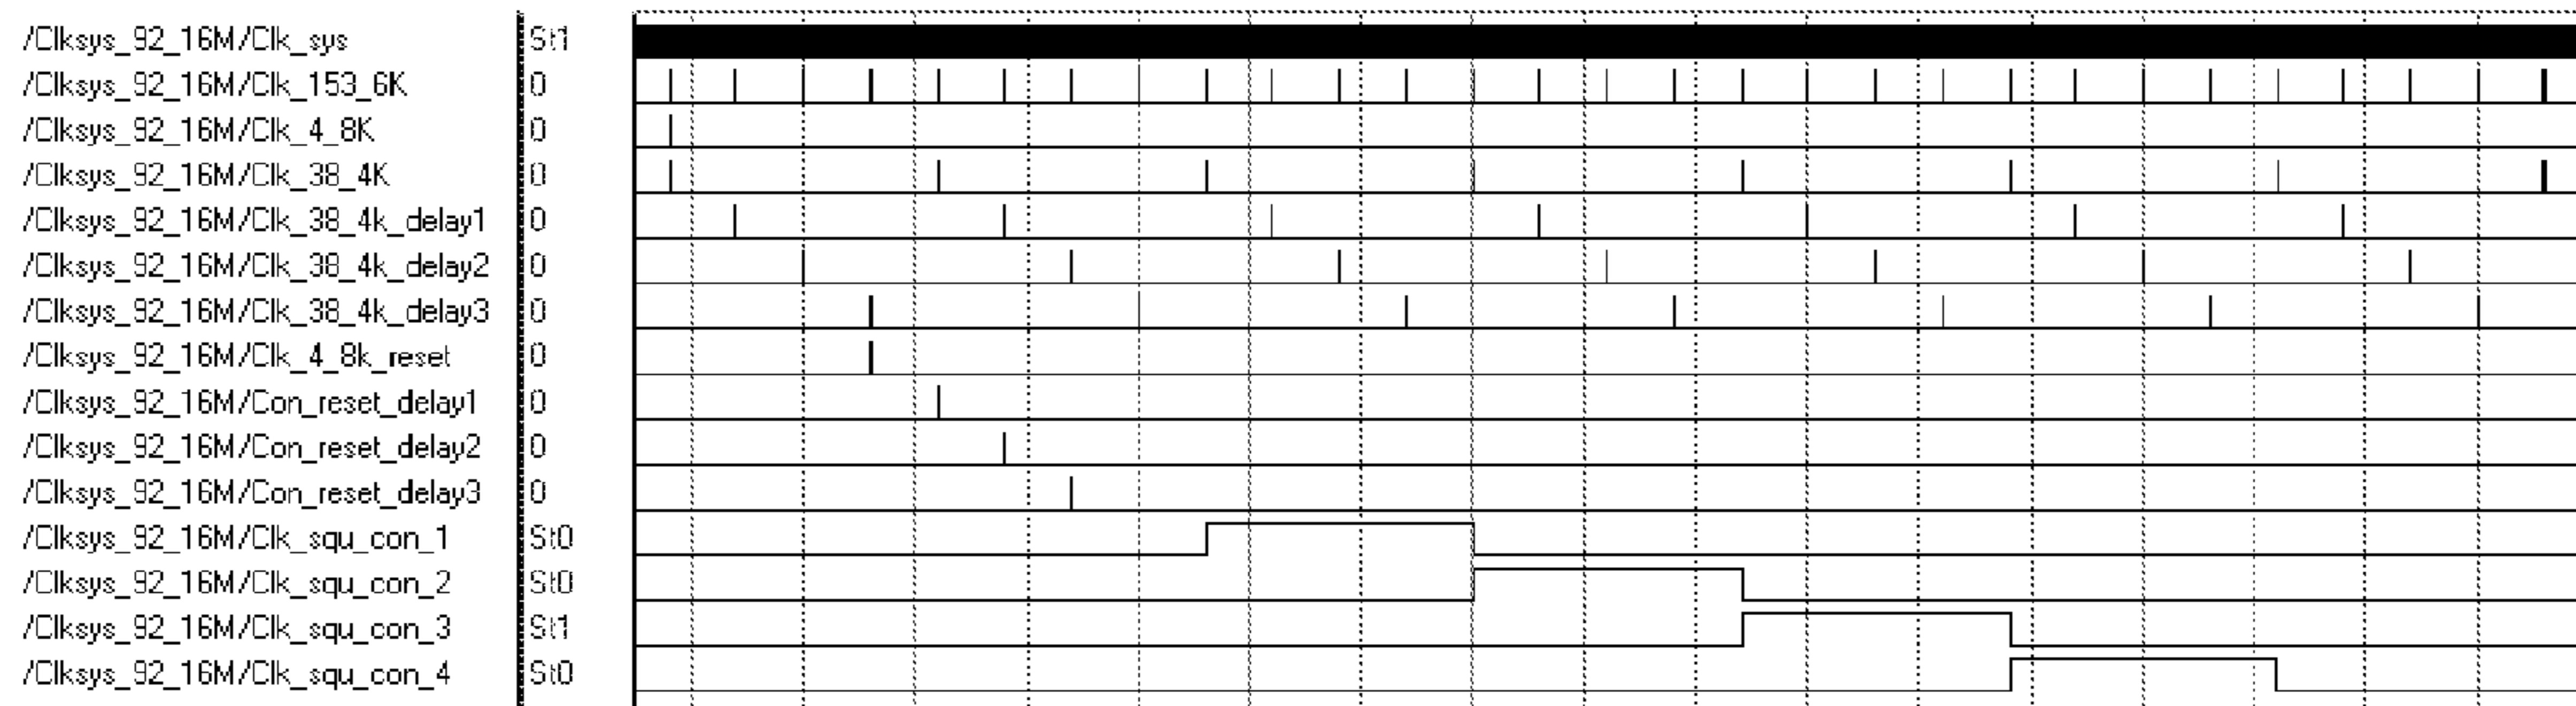 /Clksys_92_16M/Clk_sys St1
/Clksys_92_16M/Clk_153_6K 0
/Clksys_92_16M/Clk_4_8K 0
/Clksys_92_16M/Clk_38_4K 0
/Clksys_92_16M/Clk_38_4k_delay1 0
/Clksys_92_16M/Clk_38_4k_delay2 0
/Clksys_92_16M/Clk_38_4k_delay3 0
/Clksys_92_16M/Clk_4_8k_reset 0
/Clksys_92_16M/Con_reset_delay1 0
/Clksys_92_16M/Con_reset_delay2 0
/Clksys_92_16M/Con_reset_delay3 0
/Clksys_92_16M/Clk_squ_con_1 St0
/Clksys_92_16M/Clk_squ_con_2 St0
/Clksys_92_16M/Clk_squ_con_3 St1
/Clksys_92_16M/Clk_squ_con_4 St0